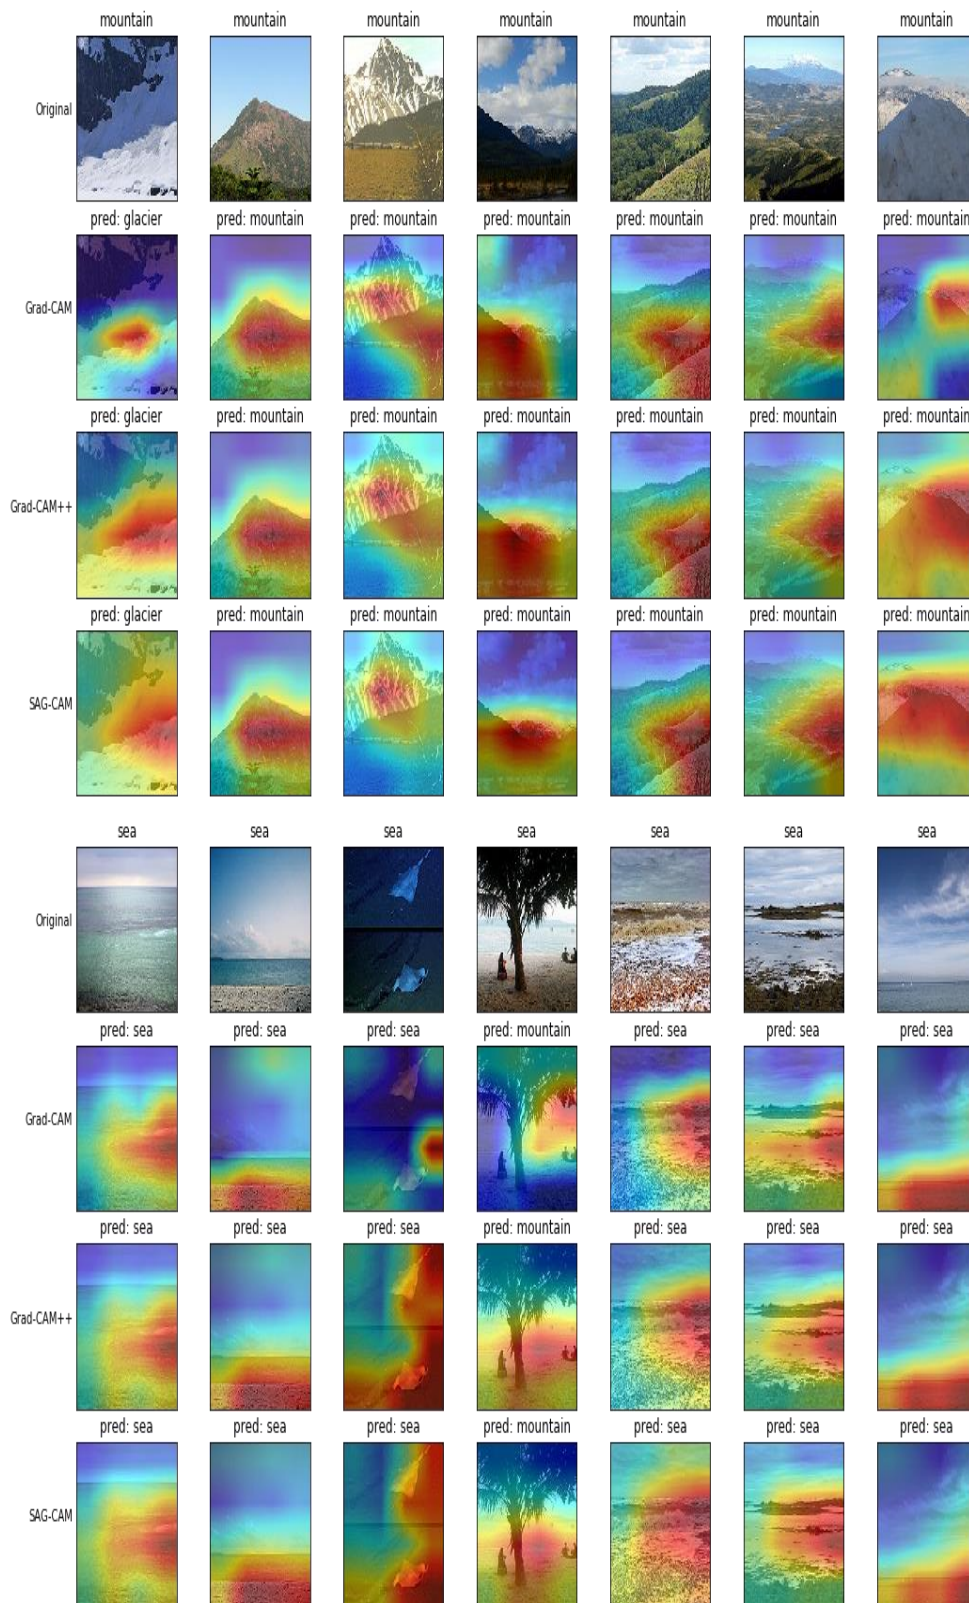 mountain mountain mountain mountain mountain mountain mountain
Original
pred: glacier pred: mountain pred: mountain pred: mountain pred: mountain pred: mountain pred: mountain
Grad-CAM
pred: glacier pred: mountain pred: mountain pred: mountain pred: mountain pred: mountain pred: mountain
Grad-CAM++
pred: glacier pred: mountain pred: mountain pred: mountain pred: mountain pred: mountain pred: mountain
SAG-CAM
sea sea sea sea sea sea sea
Original
pred: sea pred: sea pred: sea pred: mountain pred: sea pred: sea pred: sea
Grad-CAM
pred: sea pred: sea pred: sea pred: mountain pred: sea pred: sea pred: sea
Grad-CAM++
pred: sea pred: sea pred: sea pred: mountain pred: sea pred: sea pred: sea
SAG-CAM